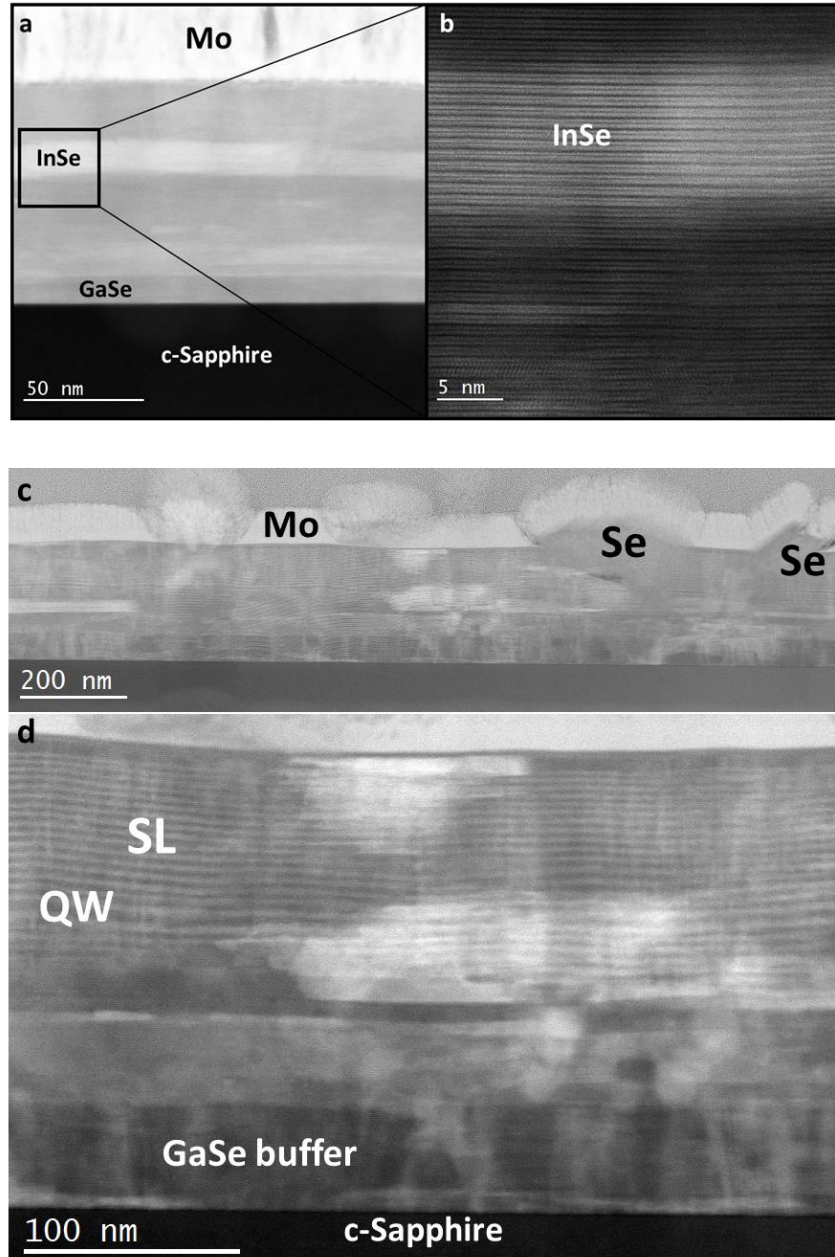 a
Mo
InSe
GaSe
c-Sapphire
50 nm
b
InSe
5 nm
c
Mo
Se
Se
200 nm
d
SL
QW
GaSe buffer
100 nm
c-Sapphire